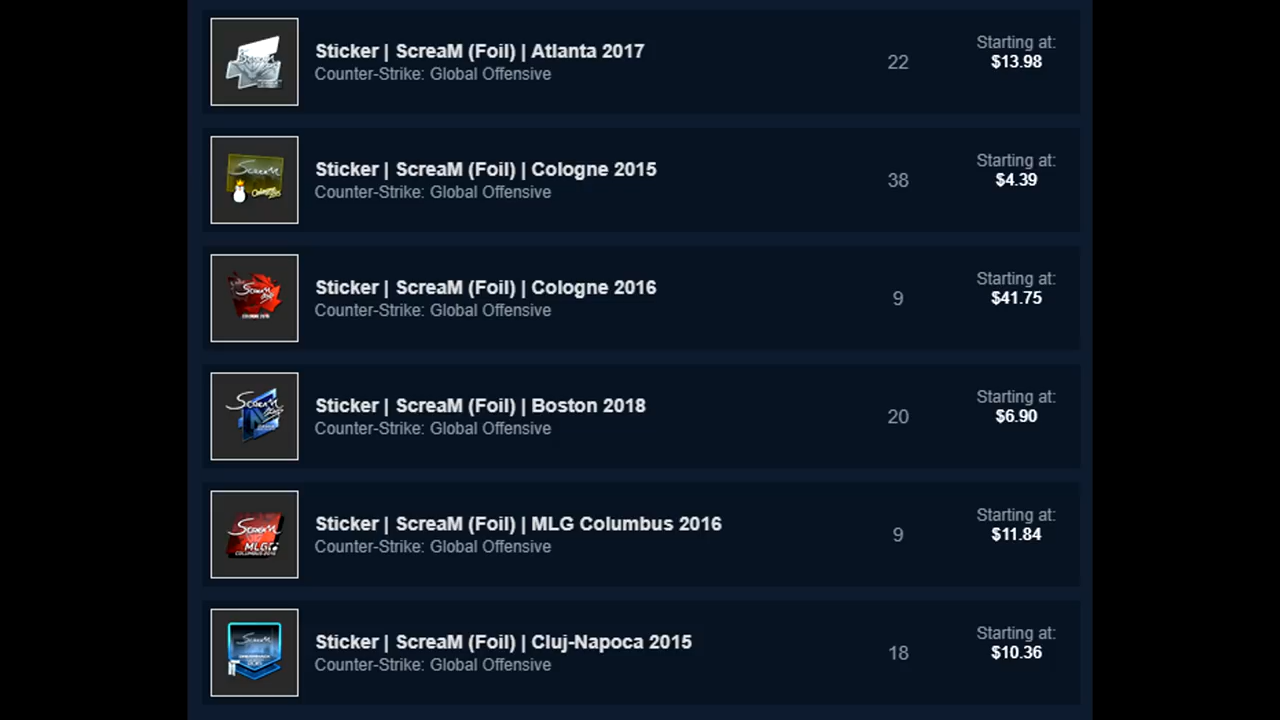 Sticker | ScreaM (Foil) | Atlanta 2017
Counter-Strike: Global Offensive
22
Starting at:
$13.98
Sticker | ScreaM (Foil) | Cologne 2015
Counter-Strike: Global Offensive
38
Starting at:
$4.39
Sticker | ScreaM (Foil) | Cologne 2016
Counter-Strike: Global Offensive
9
Starting at:
$41.75
Sticker | ScreaM (Foil) | Boston 2018
Counter-Strike: Global Offensive
20
Starting at:
$6.90
Sticker | ScreaM (Foil) | MLG Columbus 2016
Counter-Strike: Global Offensive
9
Starting at:
$11.84
Sticker | ScreaM (Foil) | Cluj-Napoca 2015
Counter-Strike: Global Offensive
18
Starting at:
$10.36